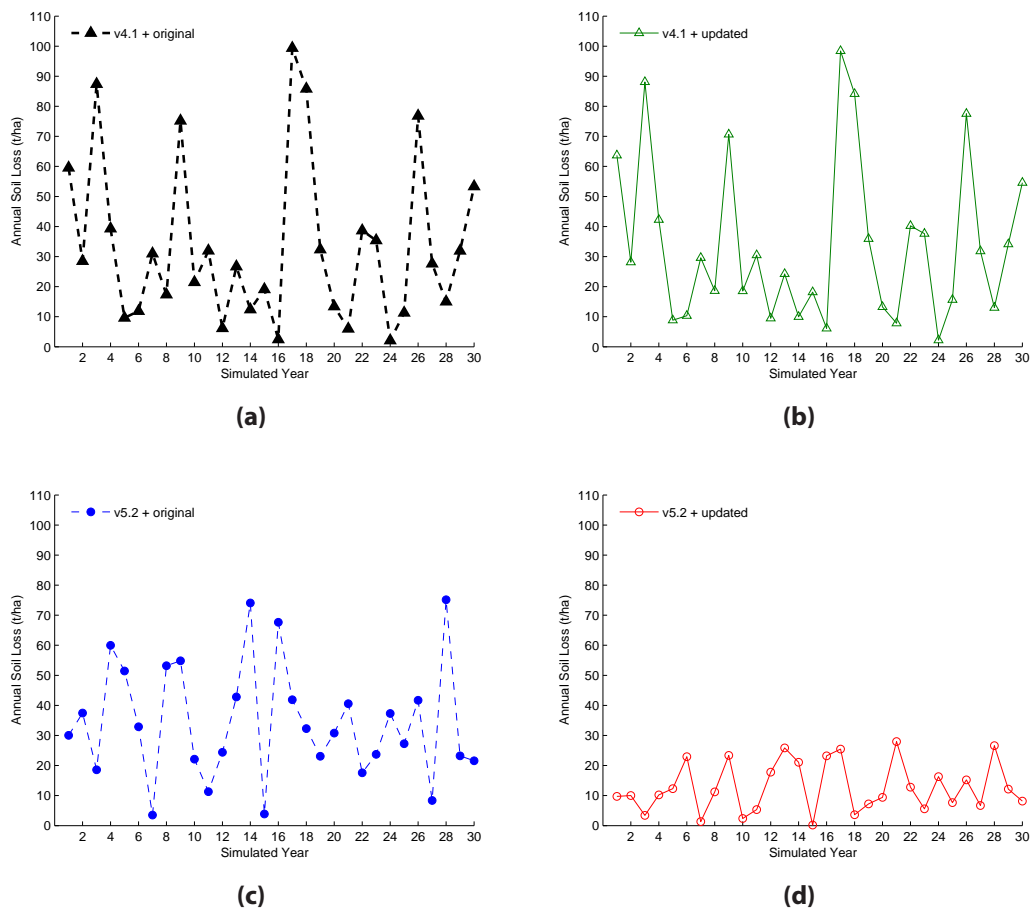 v4.1 + original
110
100
90
80
70
60
50
40
30
20
10
0
Annual Soil Loss (t/ha)
2 4 6 8 10 12 14 16 18 20 22 24 26 28 30
Simulated Year
(a)
v4.1 + updated
110
100
90
80
70
60
50
40
30
20
10
0
Annual Soil Loss (t/ha)
2 4 6 8 10 12 14 16 18 20 22 24 26 28 30
Simulated Year
(b)
v5.2 + original
110
100
90
80
70
60
50
40
30
20
10
0
Annual Soil Loss (t/ha)
2 4 6 8 10 12 14 16 18 20 22 24 26 28 30
Simulated Year
(c)
v5.2 + updated
110
100
90
80
70
60
50
40
30
20
10
0
Annual Soil Loss (t/ha)
2 4 6 8 10 12 14 16 18 20 22 24 26 28 30
Simulated Year
(d)